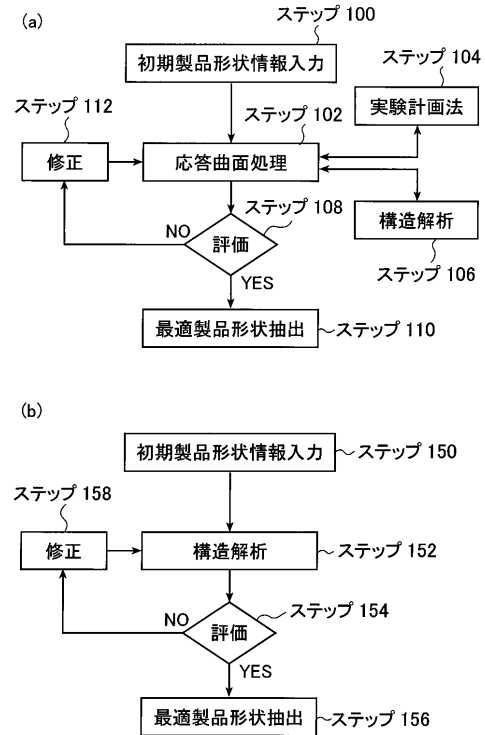 (a)
ステップ 100
初期製品形状情報入力
ステップ 104
実験計画法
ステップ 112
ステップ 102
修正
応答曲面処理
ステップ 108
NO
評価
構造解析
ステップ 106
YES
最適製品形状抽出
ステップ 110
(b)
初期製品形状情報入力
ステップ 150
ステップ 158
修正
構造解析
ステップ 152
ステップ 154
NO
評価
YES
最適製品形状抽出
ステップ 156